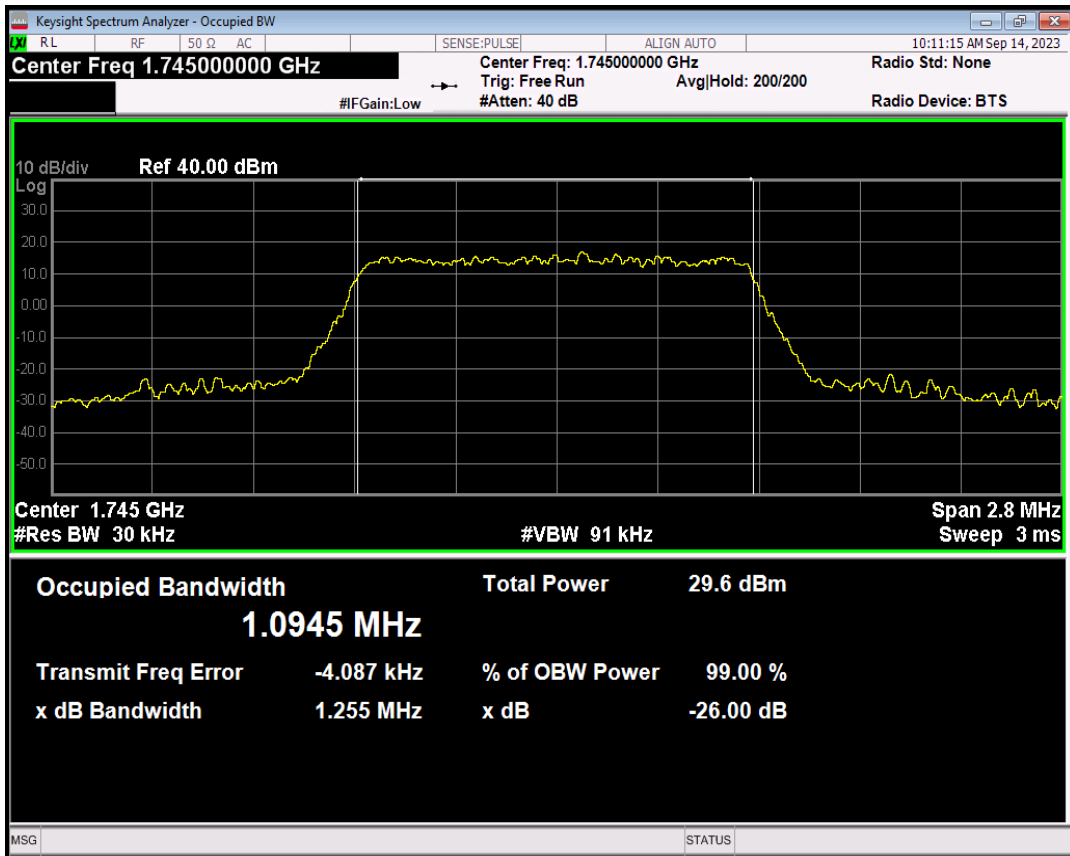 Keysight Spectrum Analyzer - Occupied BW
LXI RL RF 50 Ω AC SENSE:PULSE ALIGN AUTO 10:11:15 AM Sep 14, 2023
Center Freq 1.745000000 GHz Center Freq: 1.745000000 GHz Radio Std: None
Trig: Free Run Avg|Hold: 200/200
#IFGain:Low #Atten: 40 dB Radio Device: BTS
10 dB/div Ref 40.00 dBm
Log
30.0
20.0
10.0
0.00
-10.0
-20.0
-30.0
-40.0
-50.0
Center 1.745 GHz Span 2.8 MHz
#Res BW 30 kHz #VBW 91 kHz Sweep 3 ms
Occupied Bandwidth Total Power 29.6 dBm
1.0945 MHz
Transmit Freq Error -4.087 kHz % of OBW Power 99.00 %
x dB Bandwidth 1.255 MHz x dB -26.00 dB
MSG STATUS